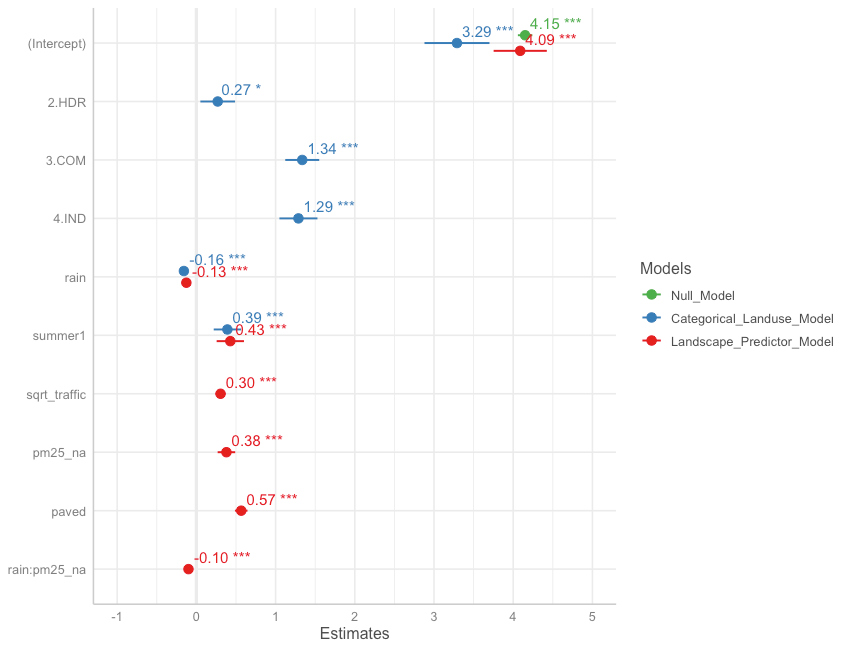 (Intercept)
4.15 ***
3.29 ***
4.09 ***
2.HDR
0.27 *
3.COM
1.34 ***
4.IND
1.29 ***
rain
-0.16 ***
-0.13 ***
summer1
0.39 ***
0.43 ***
sqrt_traffic
0.30 ***
pm25_na
0.38 ***
paved
0.57 ***
rain:pm25_na
-0.10 ***
-1 0 1 2 3 4 5
Estimates
Models
Null_Model
Categorical_Landuse_Model
Landscape_Predictor_Model